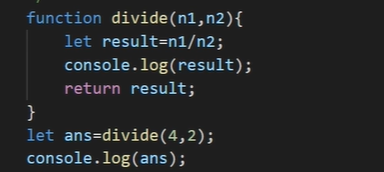 function divide(n1,n2){
    let result=n1/n2;
    console.log(result);
    return result;
}
let ans=divide(4,2);
console.log(ans);